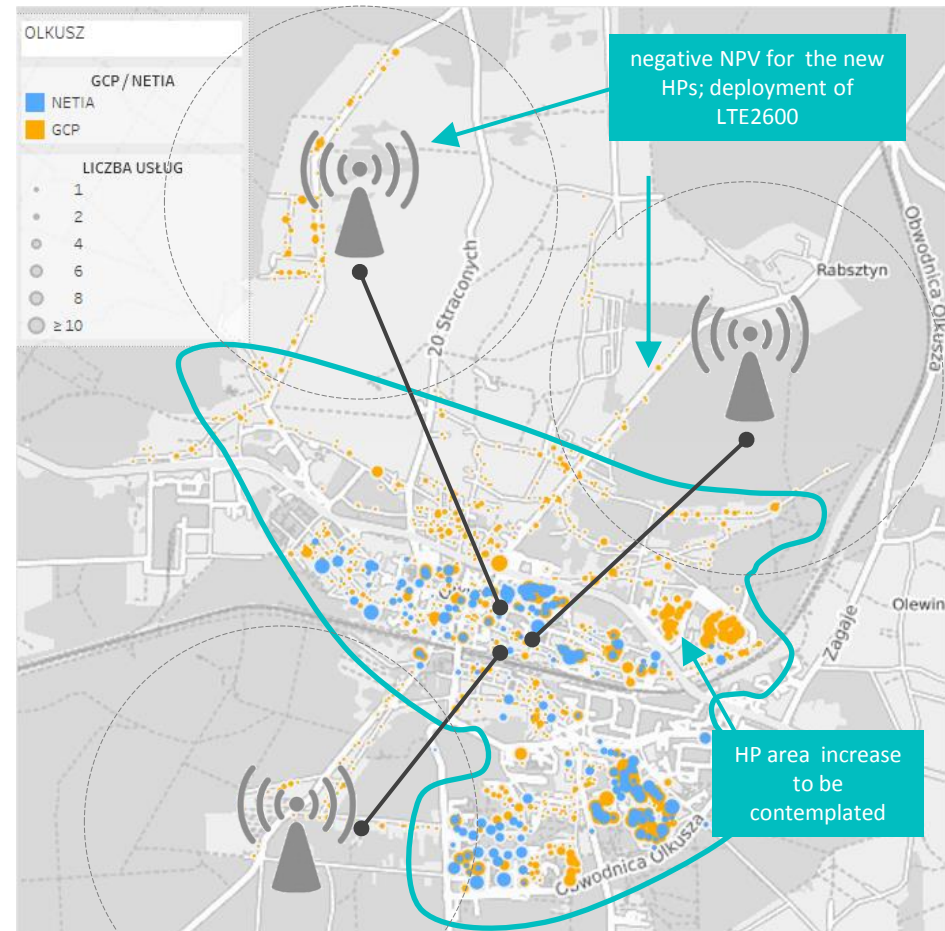 OLKUSZ
GCP / NETIA
NETIA
GCP
LICZBA USŁUG
1
2
4
6
8
≥ 10
negative NPV for the new
HPs; deployment of
LTE2600
20 Straconych
Rabsztyn
Obwodnica Olkusza
Olewin
Zagaje
HP area increase
to be
contemplated
Obwodnica Olkusza